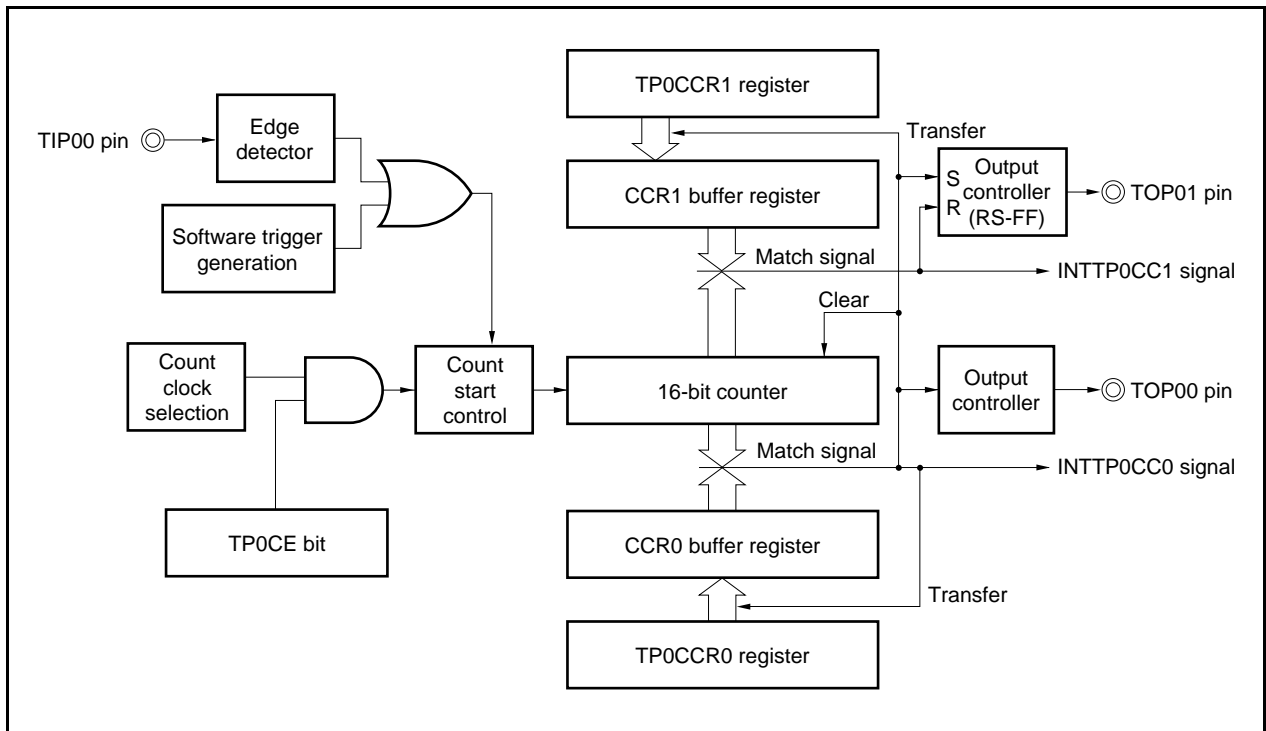 TP0CCR1 register
TIP00 pin
Edge
detector
Transfer
CCR1 buffer register
S
R
Output
controller
(RS-FF)
TOP01 pin
Software trigger
generation
Match signal
INTTP0CC1 signal
Clear
Count
clock
selection
Count
start
control
16-bit counter
Output
controller
TOP00 pin
Match signal
INTTP0CC0 signal
TP0CE bit
CCR0 buffer register
Transfer
TP0CCR0 register